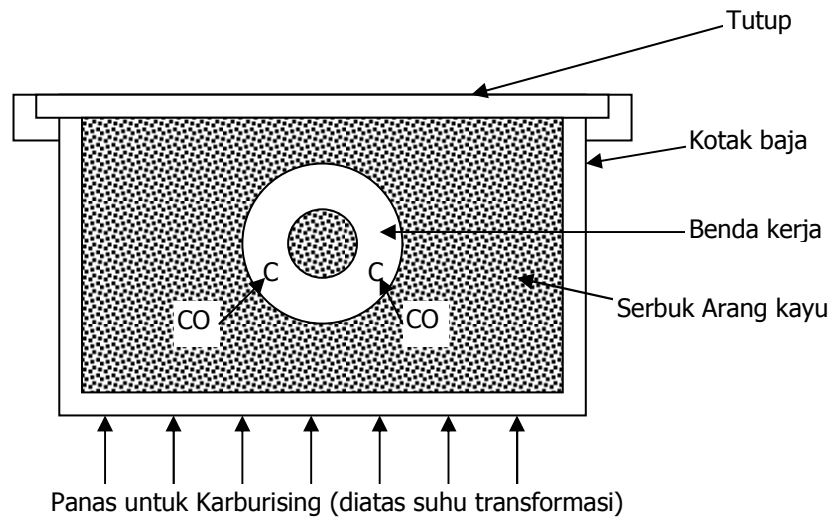 Tutup
Kotak baja
Benda kerja
C
C
CO
CO
Serbuk Arang kayu
Panas untuk Karburising (diatas suhu transformasi)